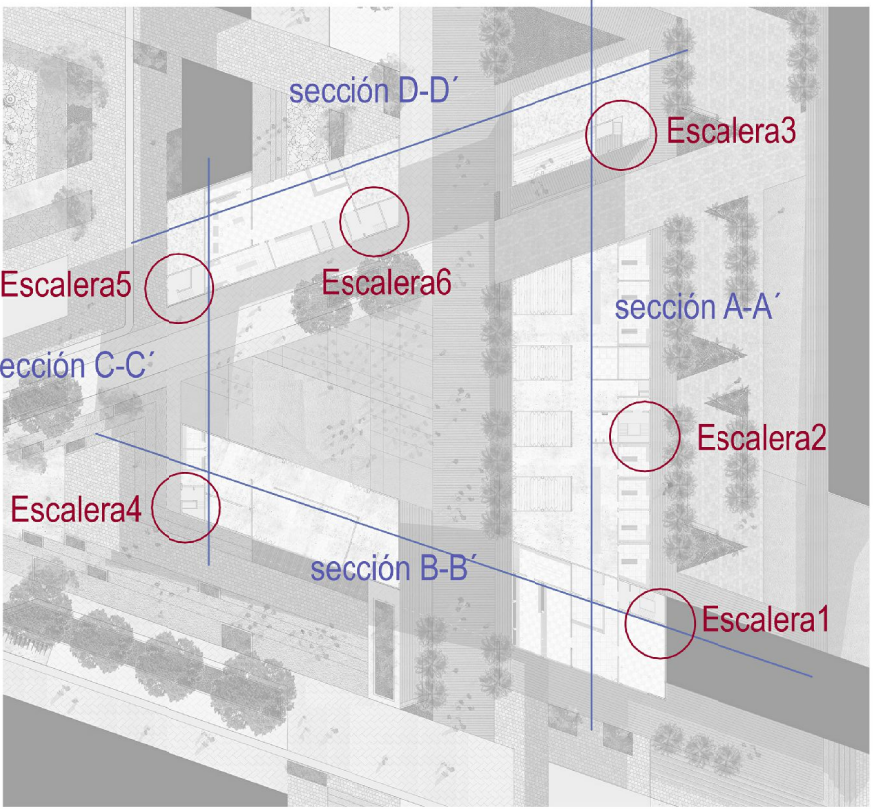 sección D-D´
Escalera3
Escalera5
Escalera6
sección A-A´
ección C-C´
Escalera2
Escalera4
sección B-B´
Escalera1